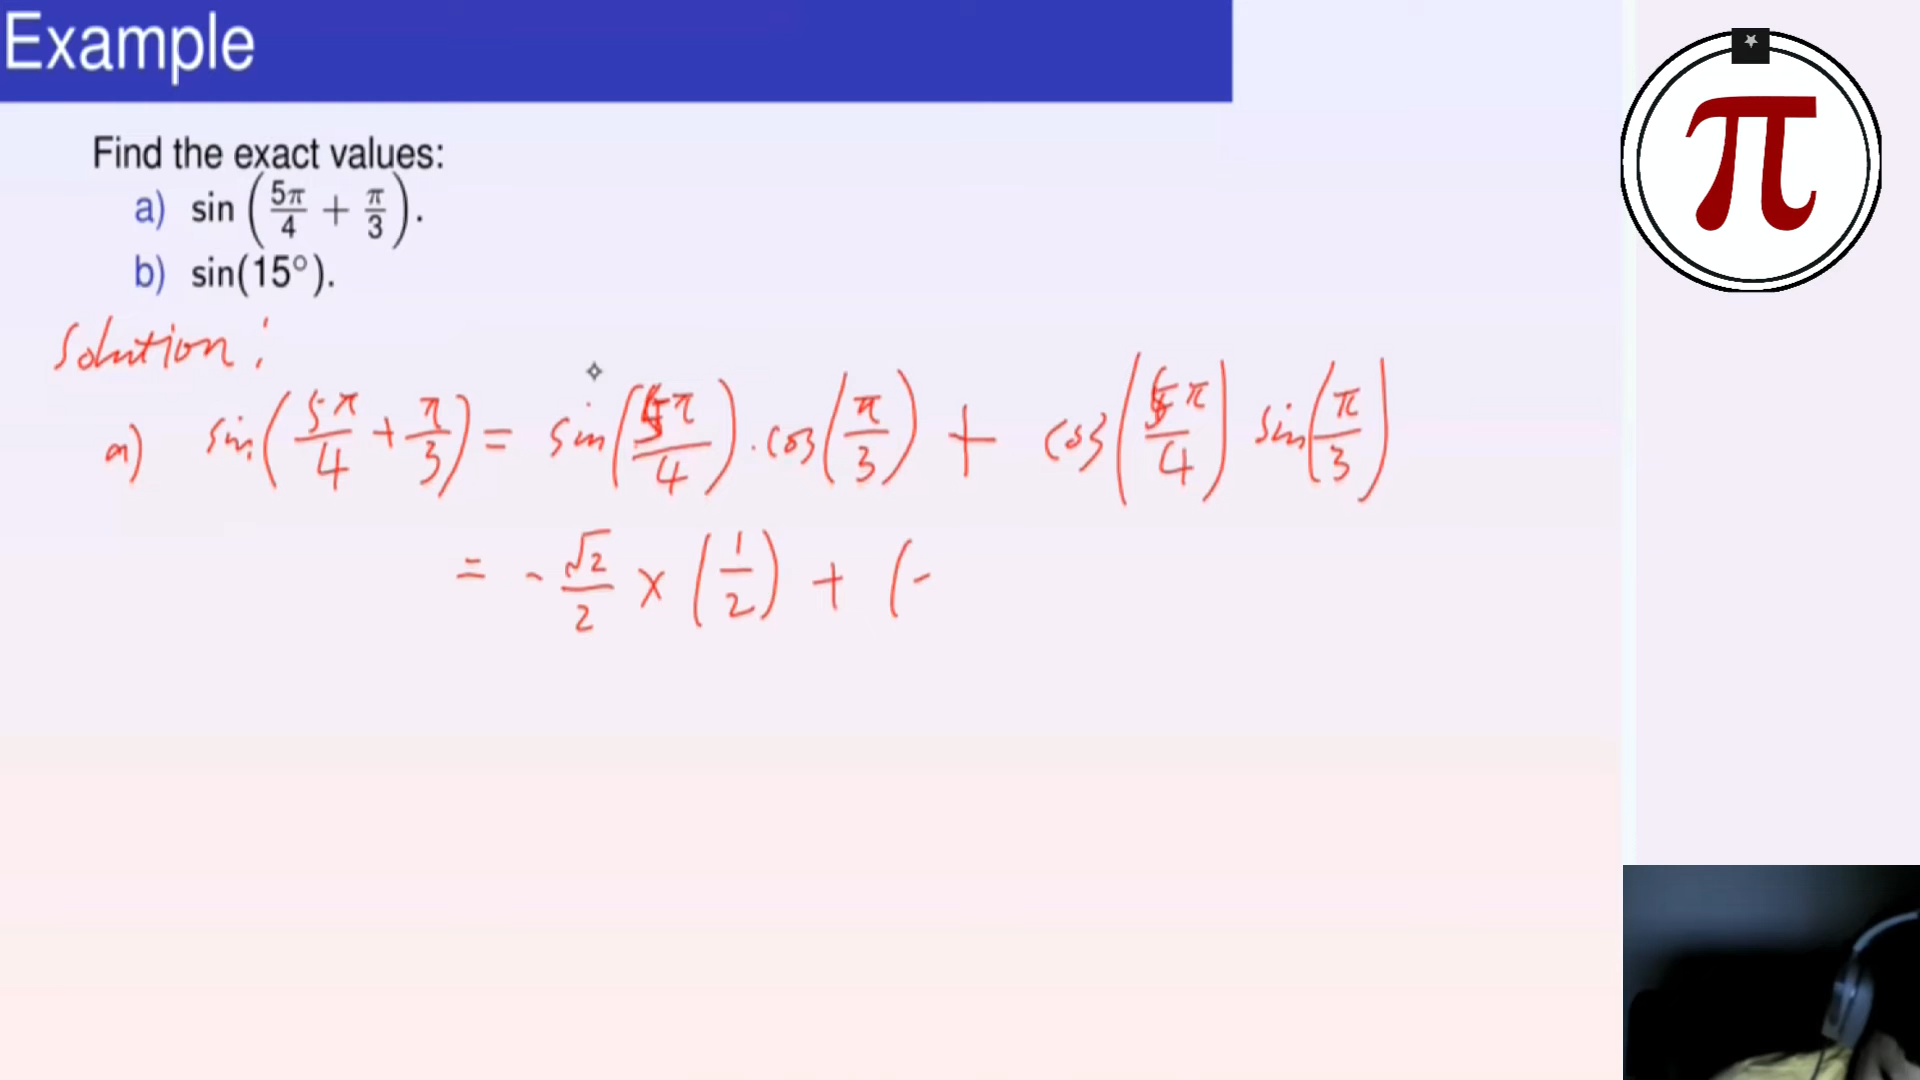 Example
Find the exact values:
a) sin (5π/4 + π/3).
b) sin(15°).
Solution:
a) sin(5π/4 + π/3) = sin(5π/4) · cos(π/3) + cos(5π/4) sin(π/3)
= - √2/2 × (1/2) + (-
π